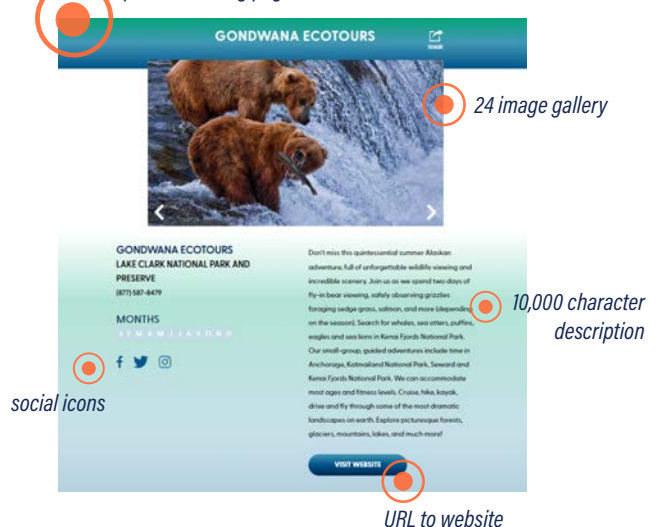 GONDWANA ECOTOURS
SHARE
24 image gallery
GONDWANA ECOTOURS
LAKE CLARK NATIONAL PARK AND
PRESERVE
(877) 587-8479
MONTHS
J F M A M J J A S O N D
social icons
Don't miss this quintessential summer Alaskan
adventure, full of unforgettable wildlife viewing and
incredible scenery. Join us as we spend two days of
fly-in bear viewing, safely observing grizzlies
foraging sedge grass, salmon, and more (depending
on the season). Search for whales, sea otters, puffins,
eagles and sea lions in Kenai Fjords National Park.
Our small-group, guided adventures include time in
Anchorage, Katmailand National Park, Seward and
Kenai Fjords National Park. We can accommodate
most ages and fitness levels. Cruise, hike, kayak,
drive and fly through some of the most dramatic
landscapes on earth. Explore picturesque forests,
glaciers, mountains, lakes, and much more!
10,000 character
description
VISIT WEBSITE
URL to website